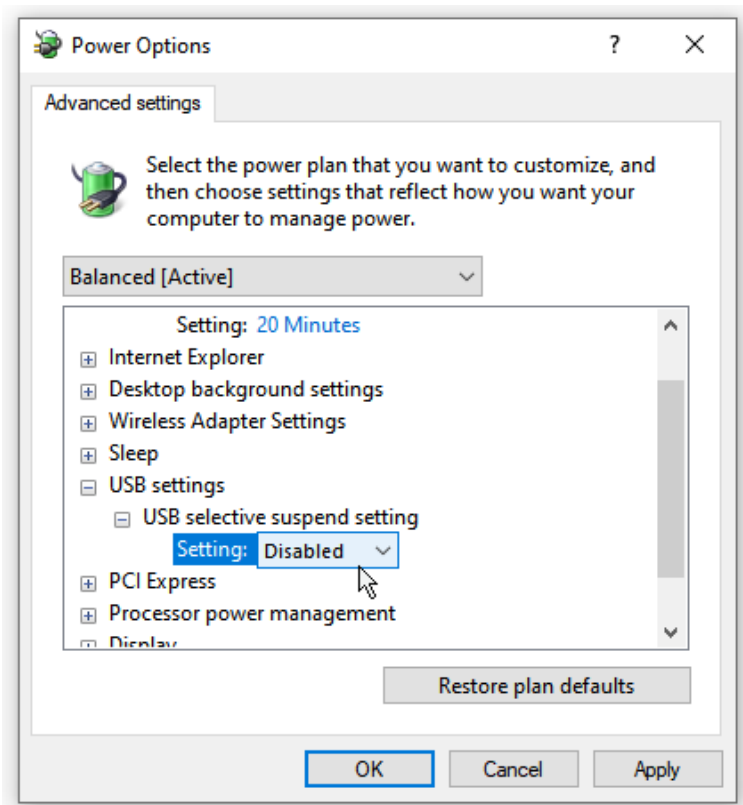 Power Options
?
Advanced settings
Select the power plan that you want to customize, and
then choose settings that reflect how you want your
computer to manage power.
Balanced [Active]
Setting: 20 Minutes
Internet Explorer
Desktop background settings
Wireless Adapter Settings
Sleep
USB settings
USB selective suspend setting
Setting: Disabled
PCI Express
Processor power management
Display
Restore plan defaults
OK Cancel Apply